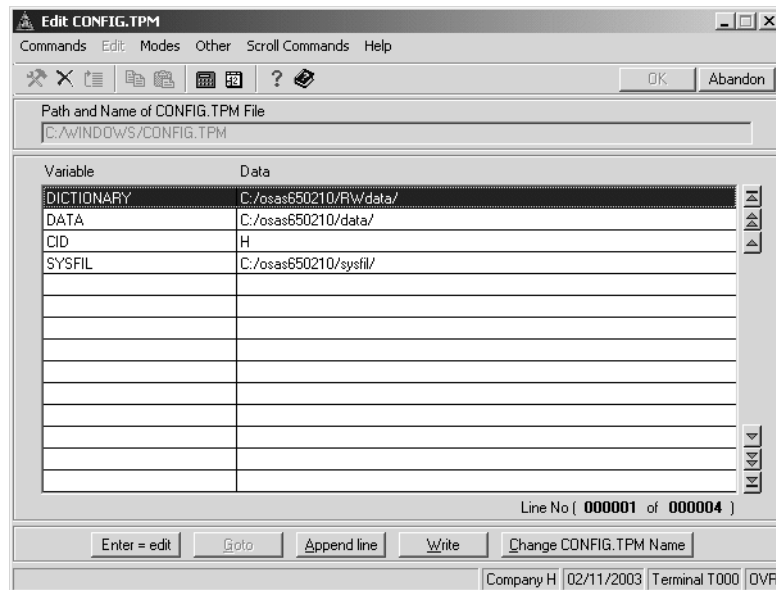 Edit CONFIG.TPM
Commands Edit Modes Other Scroll Commands Help
OK Abandon
Path and Name of CONFIG.TPM File
C:/WINDOWS/CONFIG.TPM
Variable Data
DICTIONARY C:/osas650210/RWdata/
DATA C:/osas650210/data/
CID H
SYSFIL C:/osas650210/sysfil/
Line No ( 000001 of 000004 )
Enter = edit Goto Append line Write Change CONFIG.TPM Name
Company H 02/11/2003 Terminal T000 OVR